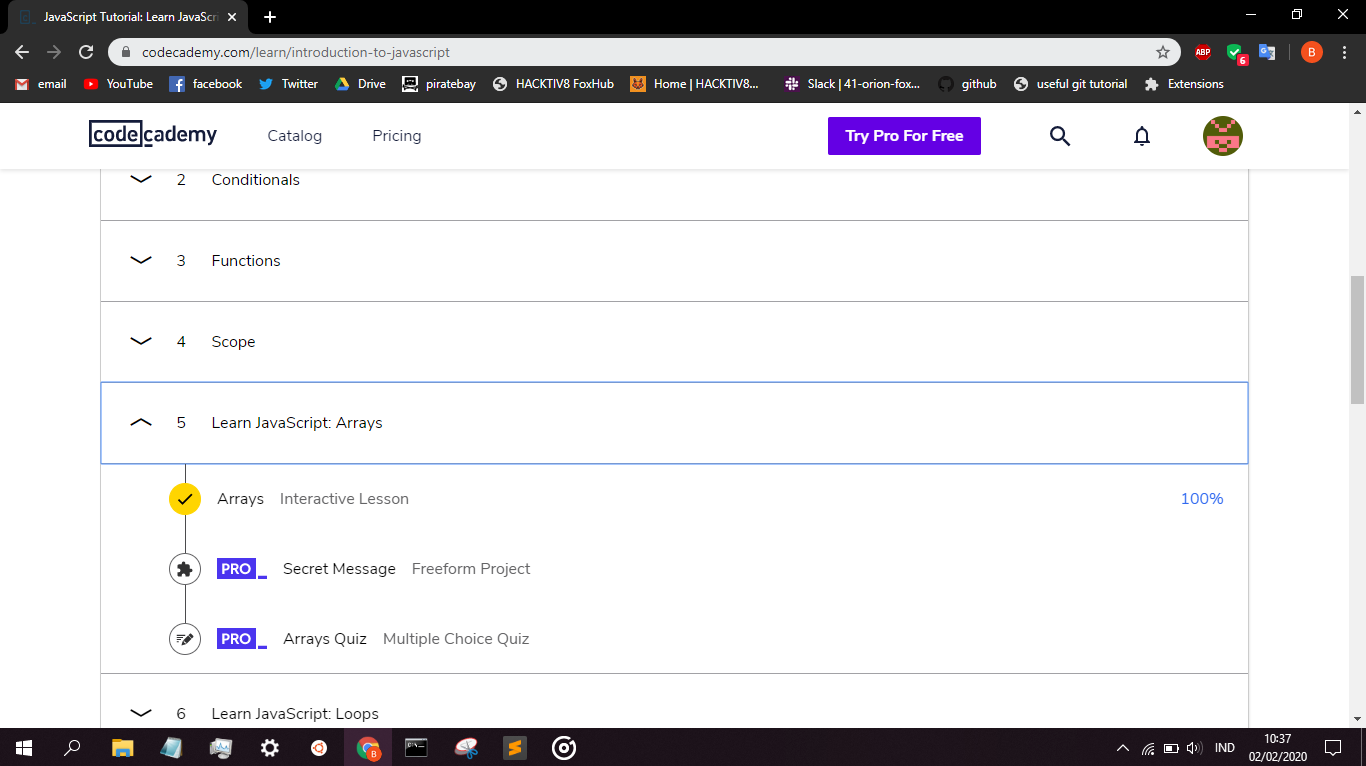 JavaScript Tutorial: Learn JavaScri
codecademy.com/learn/introduction-to-javascript
ABP
6
B
email
YouTube
facebook
Twitter
Drive
piratebay
HACKTIV8 FoxHub
Home | HACKTIV8...
Slack | 41-orion-fox...
github
useful git tutorial
Extensions
codecademy
Catalog
Pricing
Try Pro For Free
2 Conditionals
3 Functions
4 Scope
5 Learn JavaScript: Arrays
Arrays Interactive Lesson 100%
PRO Secret Message Freeform Project
PRO Arrays Quiz Multiple Choice Quiz
6 Learn JavaScript: Loops
B
IND
10:37
02/02/2020